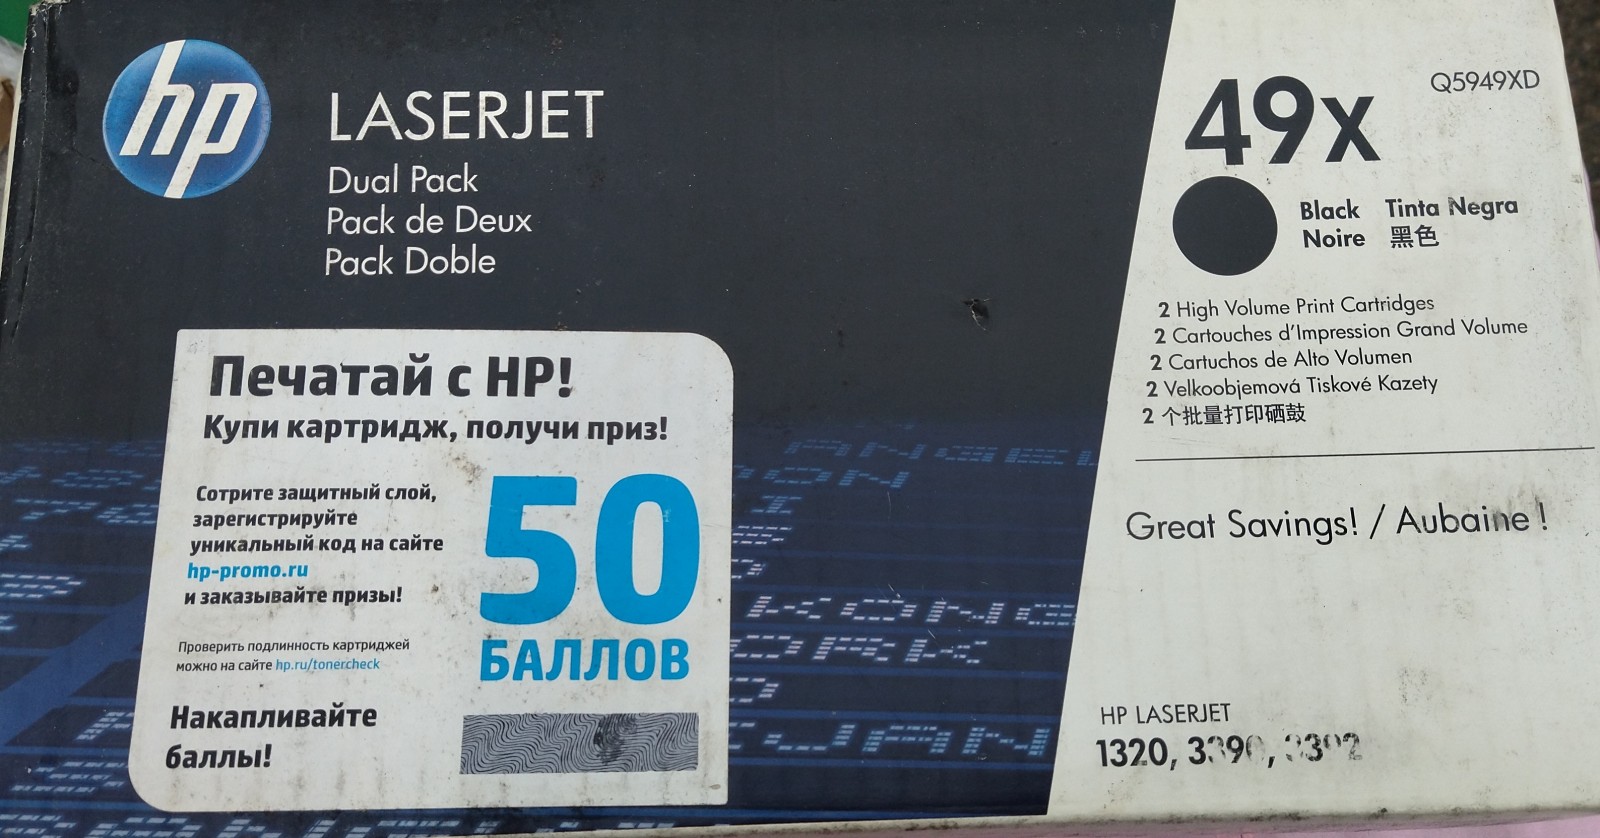 hp
LASERJET
Dual Pack
Pack de Deux
Pack Doble
Печатай с HP!
Купи картридж, получи приз!
Сотрите защитный слой,
зарегистрируйте
уникальный код на сайте
hp-promo.ru
и заказывайте призы!
50
БАЛЛОВ
Проверить подлинность картриджей
можно на сайте hp.ru/tonercheck
Накапливайте
баллы!
Q5949XD
49x
Black Tinta Negra
Noire 黑色
2 High Volume Print Cartridges
2 Cartouches d'Impression Grand Volume
2 Cartuchos de Alto Volumen
2 Velkoobjemová Tiskové Kazety
2 个批量打印硒鼓
Great Savings! / Aubaine !
HP LASERJET
1320, 3390, 3392